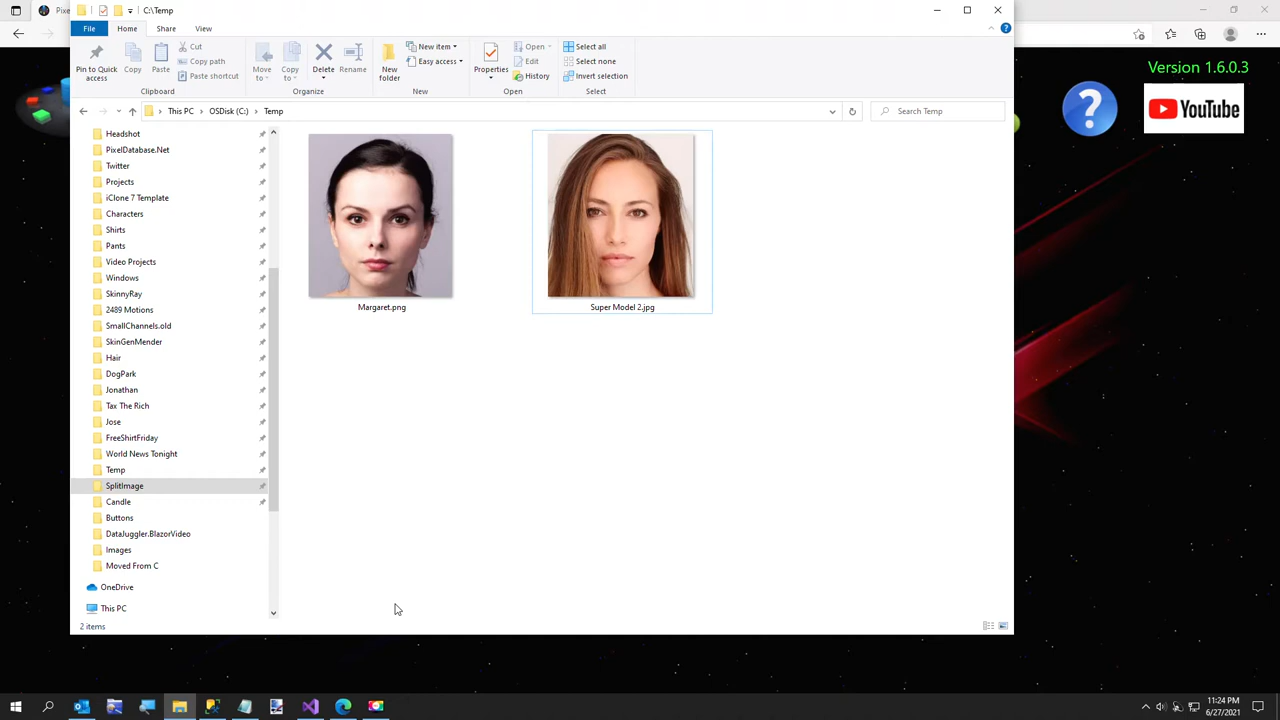 Pixe
C:\Temp
File
Home
Share
View
Pin to Quick
access
Copy
Paste
Cut
Copy path
Paste shortcut
Clipboard
Move
to
Copy
to
Delete
Rename
Organize
New
folder
New item
Easy access
New
Properties
Open
Edit
History
Open
Select all
Select none
Invert selection
Select
This PC
OSDisk (C:)
Temp
Search Temp
Version 1.6.0.3
YouTube
Headshot
PixelDatabase.Net
Twitter
Projects
iClone 7 Template
Characters
Shirts
Pants
Video Projects
Windows
SkinnyRay
2489 Motions
SmallChannels.old
SkinGenMender
Hair
DogPark
Jonathan
Tax The Rich
Jose
FreeShirtFriday
World News Tonight
Temp
SplitImage
Candle
Buttons
DataJuggler.BlazorVideo
Images
Moved From C
OneDrive
This PC
Margaret.png
Super Model 2.jpg
2 items
11:24 PM
6/27/2021